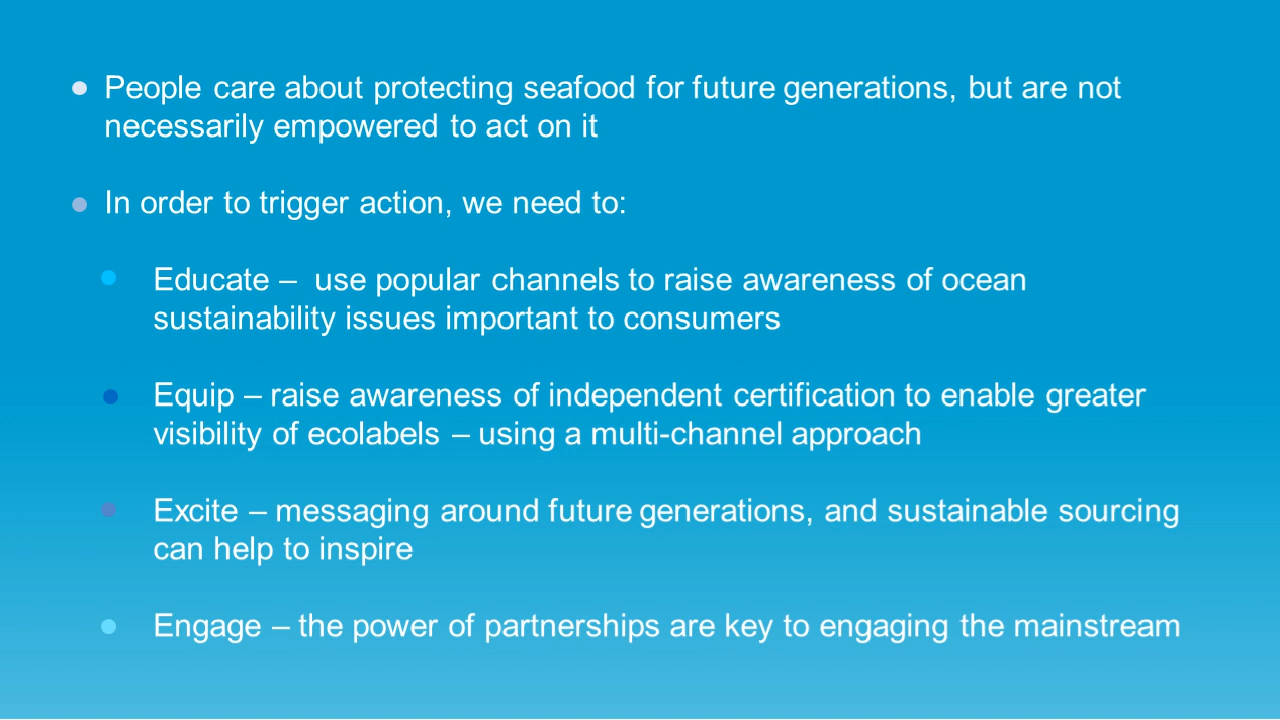 People care about protecting seafood for future generations, but are not
necessarily empowered to act on it
In order to trigger action, we need to:
Educate –  use popular channels to raise awareness of ocean
sustainability issues important to consumers
Equip – raise awareness of independent certification to enable greater
visibility of ecolabels – using a multi-channel approach
Excite – messaging around future generations, and sustainable sourcing
can help to inspire
Engage – the power of partnerships are key to engaging the mainstream